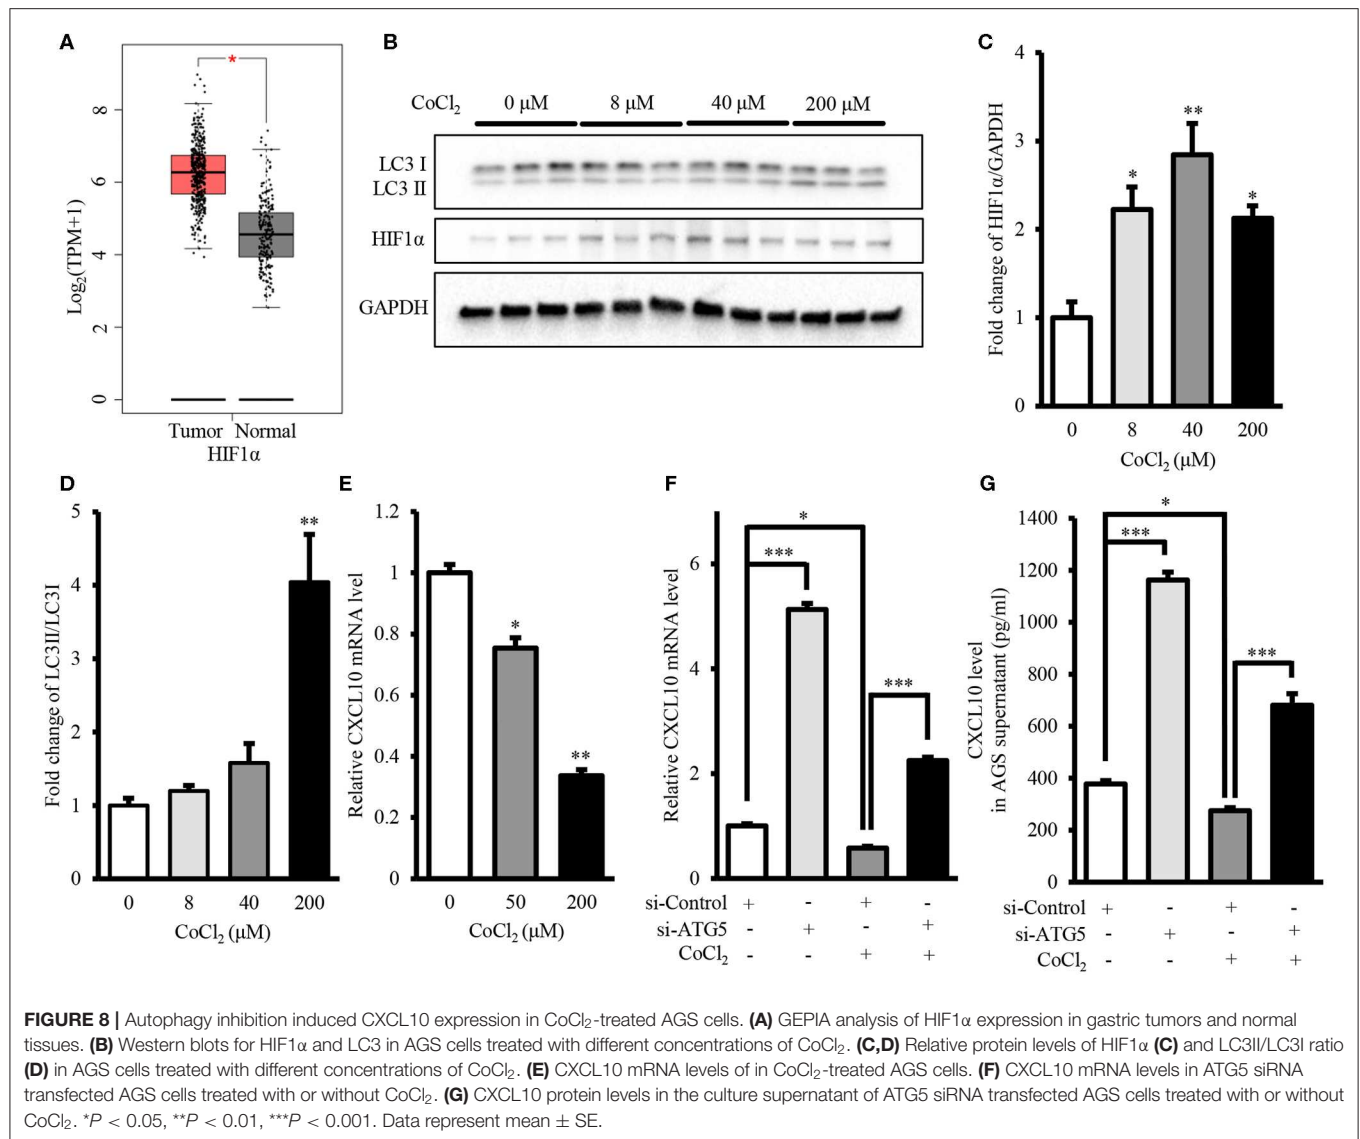 A
*
Log2(TPM+1)
8
6
4
2
0
Tumor Normal
HIF1α
B
CoCl2 0 μM 8 μM 40 μM 200 μM
LC3 I
LC3 II
HIF1α
GAPDH
C
Fold change of HIF1α/GAPDH
4
3
2
1
0
* ** *
0 8 40 200
CoCl2 (μM)
D
Fold change of LC3II/LC3I
5
4
3
2
1
0
**
0 8 40 200
CoCl2 (μM)
E
Relative CXCL10 mRNA lvel
1.2
1
0.8
0.6
0.4
0.2
0
* **
0 50 200
CoCl2 (μM)
F
Relative CXCL10 mRNA level
6
4
2
0
*
***
***
si-Control + - + -
si-ATG5 - + - +
CoCl2 - - + +
G
CXCL10 level
in AGS supernatant (pg/ml)
1400
1200
1000
800
600
400
200
0
*
***
***
si-Control + - + -
si-ATG5 - + - +
CoCl2 - - + +
FIGURE 8 | Autophagy inhibition induced CXCL10 expression in CoCl2-treated AGS cells. (A) GEPIA analysis of HIF1α expression in gastric tumors and normal
tissues. (B) Western blots for HIF1α and LC3 in AGS cells treated with different concentrations of CoCl2. (C,D) Relative protein levels of HIF1α (C) and LC3II/LC3I ratio
(D) in AGS cells treated with different concentrations of CoCl2. (E) CXCL10 mRNA levels of in CoCl2-treated AGS cells. (F) CXCL10 mRNA levels in ATG5 siRNA
transfected AGS cells treated with or without CoCl2. (G) CXCL10 protein levels in the culture supernatant of ATG5 siRNA transfected AGS cells treated with or without
CoCl2. *P < 0.05, **P < 0.01, ***P < 0.001. Data represent mean ± SE.